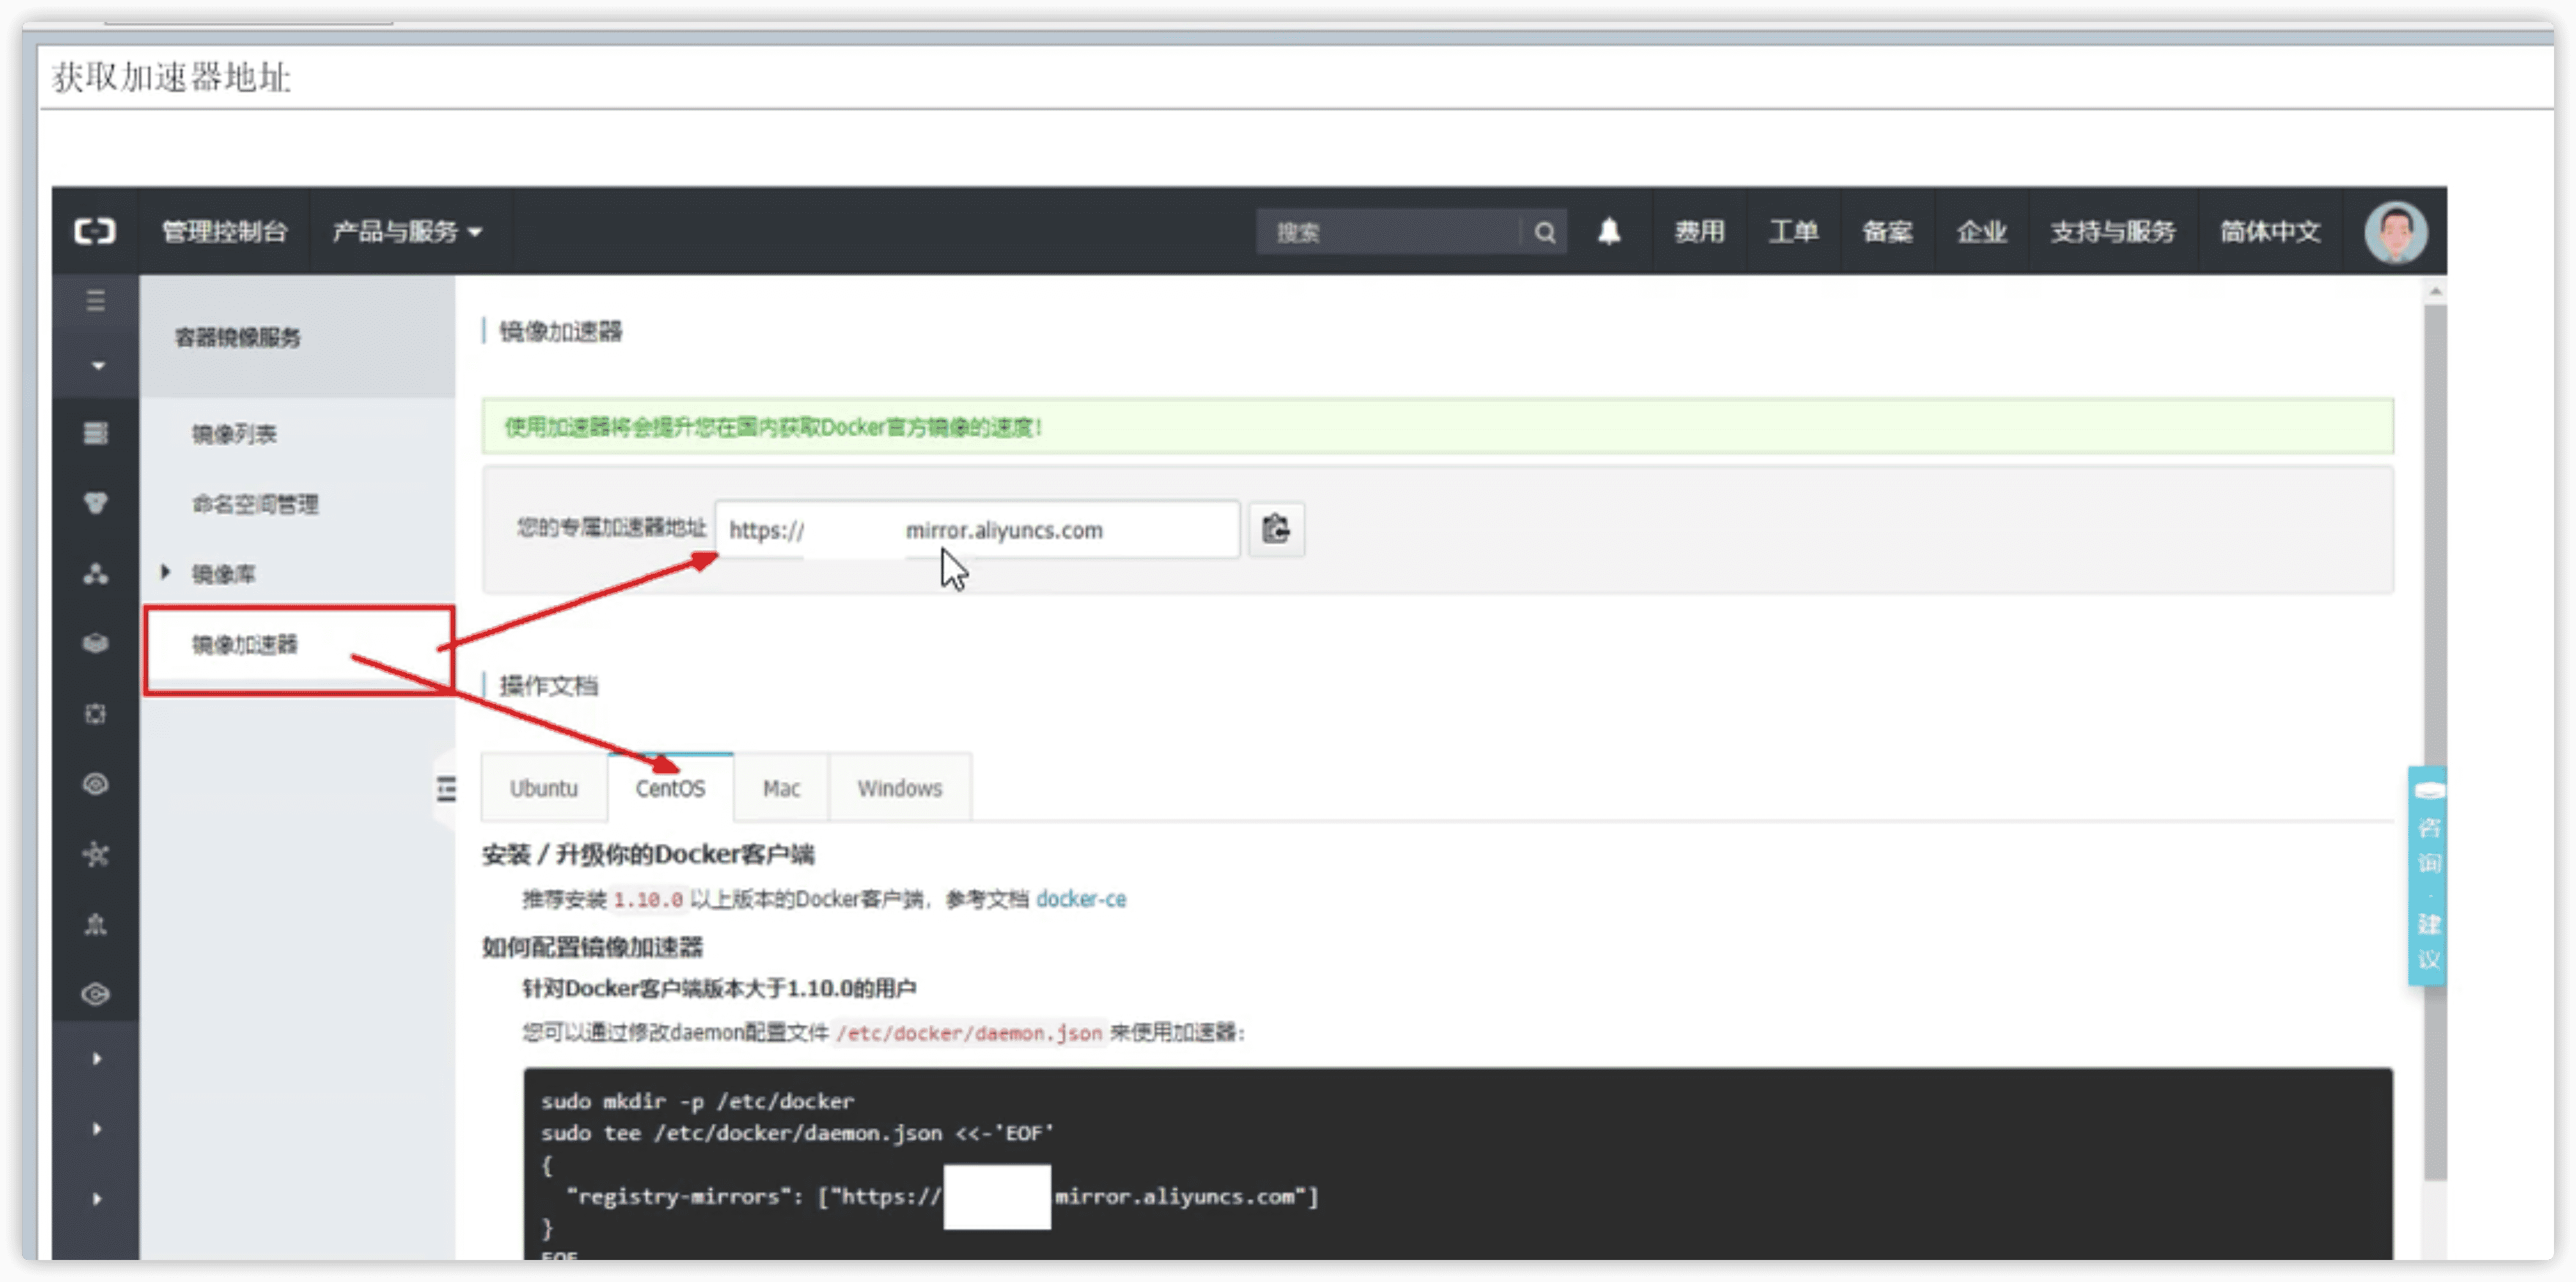 获取加速器地址
管理控制台 产品与服务 搜索 费用 工单 备案 企业 支持与服务 简体中文
容器镜像服务
镜像列表
命名空间管理
镜像库
镜像加速器
镜像加速器
使用加速器将会提升您在国内获取Docker官方镜像的速度!
您的专属加速器地址 https:// mirror.aliyuncs.com
操作文档
Ubuntu CentOS Mac Windows
安装 / 升级你的Docker客户端
推荐安装 1.10.0 以上版本的Docker客户端，参考文档 docker-ce
如何配置镜像加速器
针对Docker客户端版本大于1.10.0的用户
您可以通过修改daemon配置文件 /etc/docker/daemon.json 来使用加速器:
sudo mkdir -p /etc/docker
sudo tee /etc/docker/daemon.json <<-'EOF'
{
"registry-mirrors": ["https:// mirror.aliyuncs.com"]
}
EOF
咨询·建议